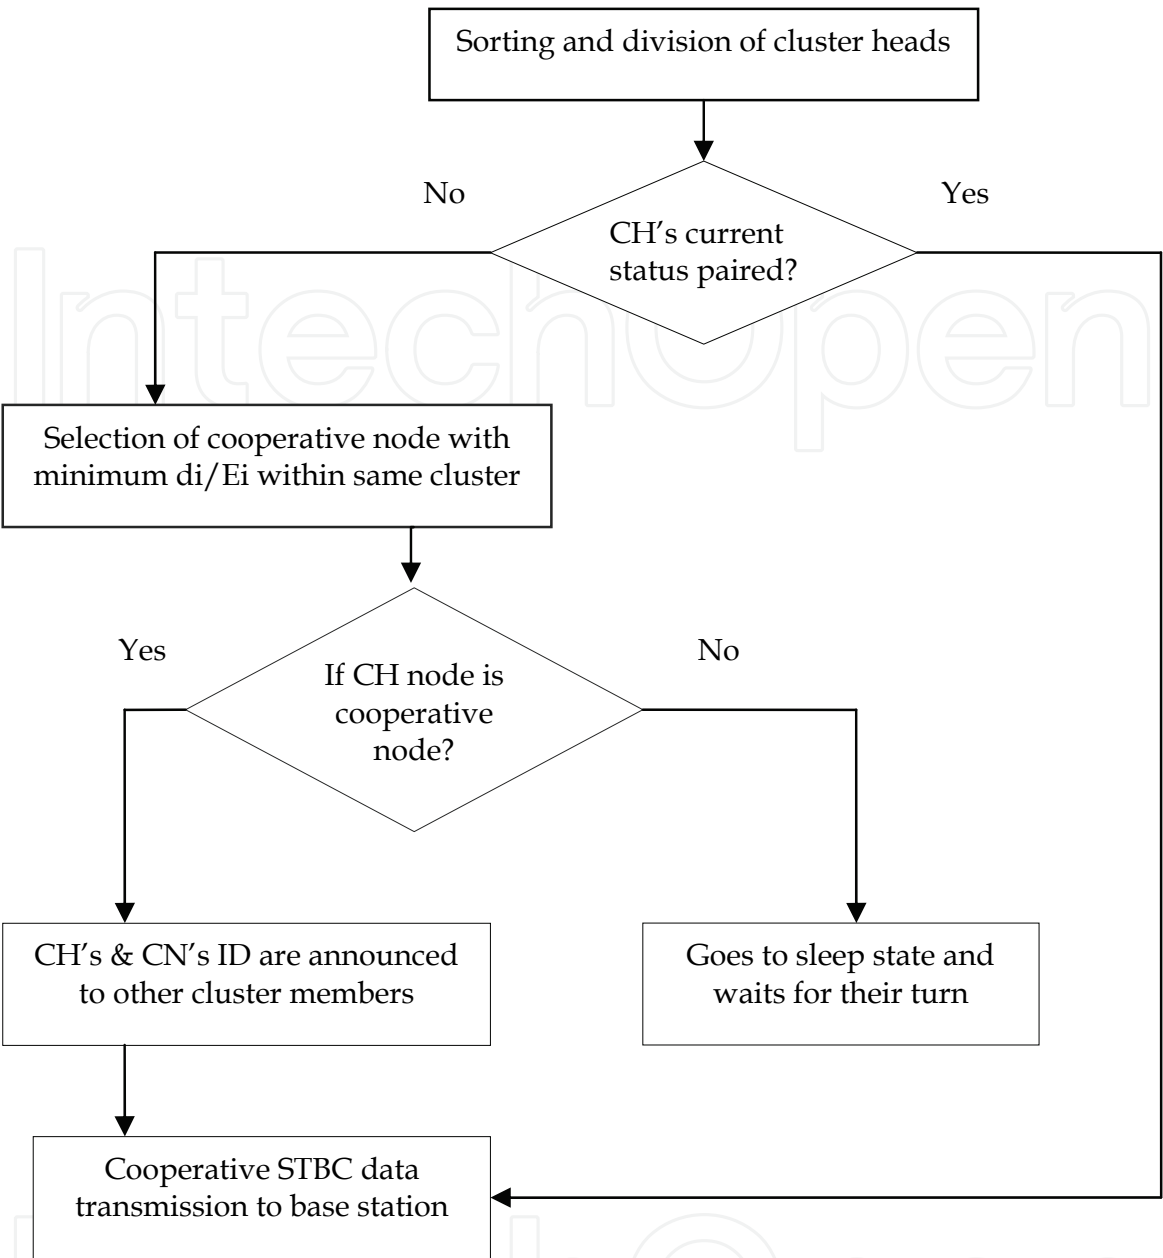 Sorting and division of cluster heads
No
Yes
CH's current
status paired?
IntechOpen
Selection of cooperative node with
minimum di/Ei within same cluster
Yes
No
If CH node is
cooperative
node?
CH's & CN's ID are announced
to other cluster members
Goes to sleep state and
waits for their turn
Cooperative STBC data
transmission to base station